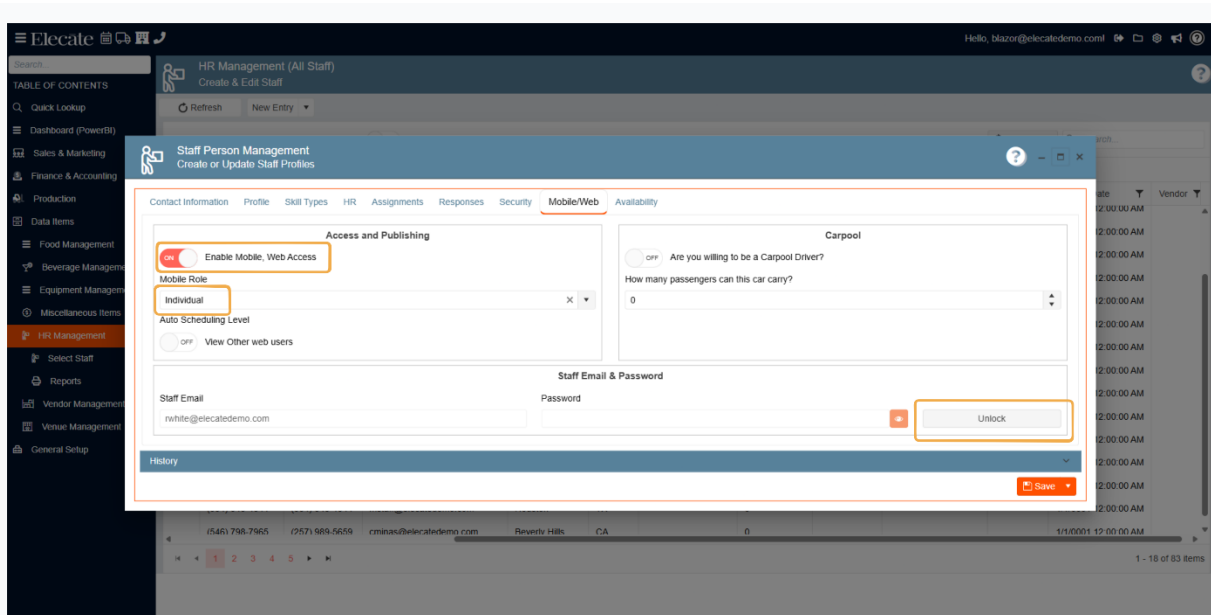 Elecate
Hello, blazor@elecatedemo.com!
Search...
TABLE OF CONTENTS
Quick Lookup
Dashboard (PowerBI)
Sales & Marketing
Finance & Accounting
Production
Data Items
Food Management
Beverage Manageme
Equipment Managem
Miscellaneous Items
HR Management
Select Staff
Reports
Vendor Management
Venue Management
General Setup
HR Management (All Staff)
Create & Edit Staff
?
Refresh New Entry
Staff Person Management
Create or Update Staff Profiles
?
Contact Information Profile Skill Types HR Assignments Responses Security Mobile/Web Availability
Access and Publishing
ON Enable Mobile, Web Access
Mobile Role
Individual
Auto Scheduling Level
OFF View Other web users
Carpool
OFF Are you willing to be a Carpool Driver?
How many passengers can this car carry?
0
Staff Email & Password
Staff Email Password
rwhite@elecatedemo.com Unlock
History
Save
arch...
ate Vendor
12:00:00 AM
12:00:00 AM
12:00:00 AM
12:00:00 AM
12:00:00 AM
12:00:00 AM
12:00:00 AM
12:00:00 AM
12:00:00 AM
12:00:00 AM
12:00:00 AM
12:00:00 AM
12:00:00 AM
12:00:00 AM
(546) 798-7965 (257) 989-5659 cminas@elecatedemo.com Beverly Hills CA 0 1/1/0001 12:00:00 AM
1 2 3 4 5
1 - 18 of 83 items